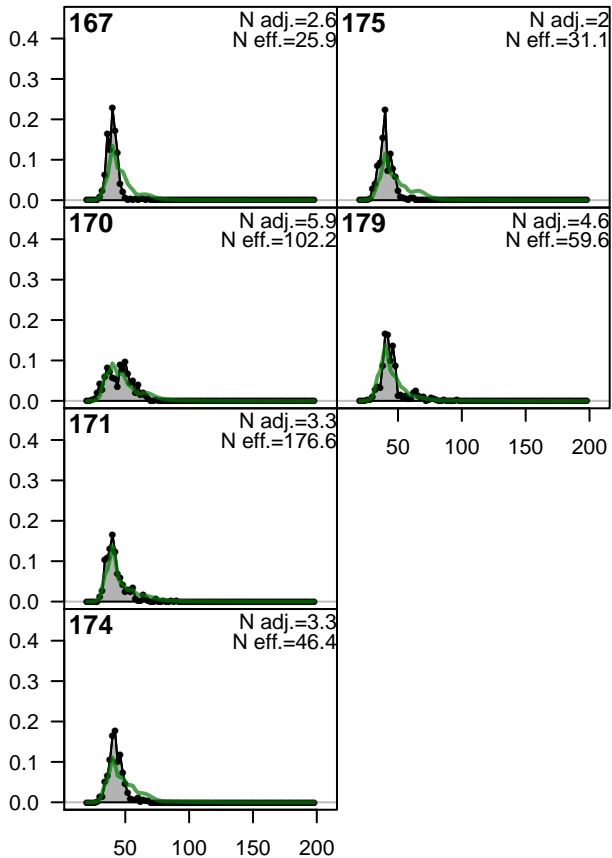 167
N adj.=2.6
N eff.=25.9
175
N adj.=2
N eff.=31.1
0.4
0.3
0.2
0.1
0.0
170
N adj.=5.9
N eff.=102.2
179
N adj.=4.6
N eff.=59.6
0.4
0.3
0.2
0.1
0.0
171
N adj.=3.3
N eff.=176.6
50 100 150 200
0.4
0.3
0.2
0.1
0.0
174
N adj.=3.3
N eff.=46.4
0.4
0.3
0.2
0.1
0.0
50 100 150 200